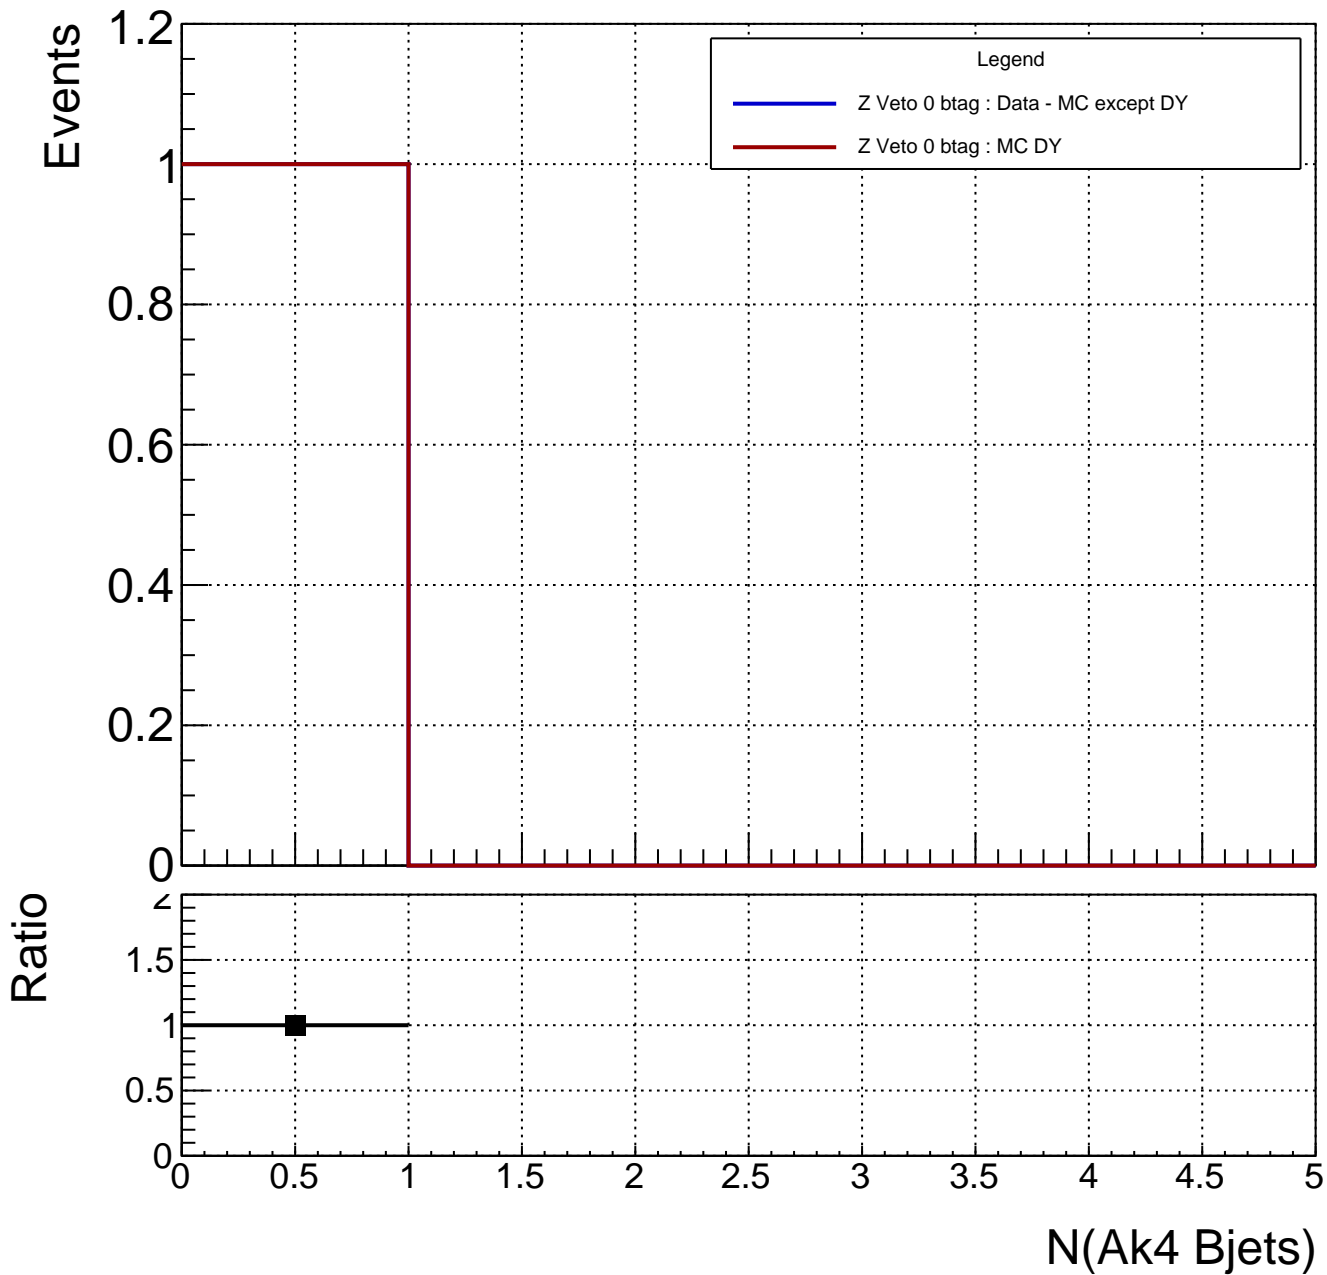 Events
1.2
1
0.8
0.6
0.4
0.2
0
Legend
Z Veto 0 btag : Data - MC except DY
Z Veto 0 btag : MC DY
Ratio
2
1.5
1
0.5
0
0 0.5 1 1.5 2 2.5 3 3.5 4 4.5 5
N(Ak4 Bjets)